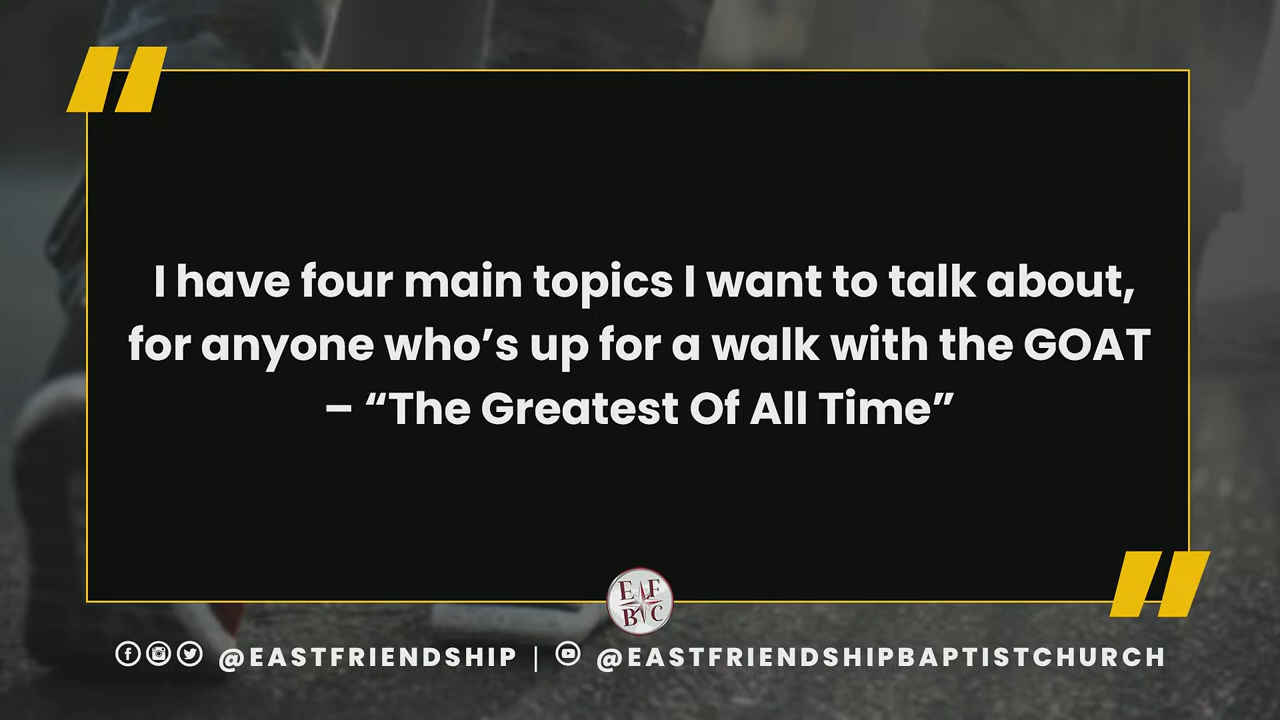 I have four main topics I want to talk about,
for anyone who’s up for a walk with the GOAT
– “The Greatest Of All Time”
E F
B C
@EASTFRIENDSHIP | @EASTFRIENDSHIPBAPTISTCHURCH